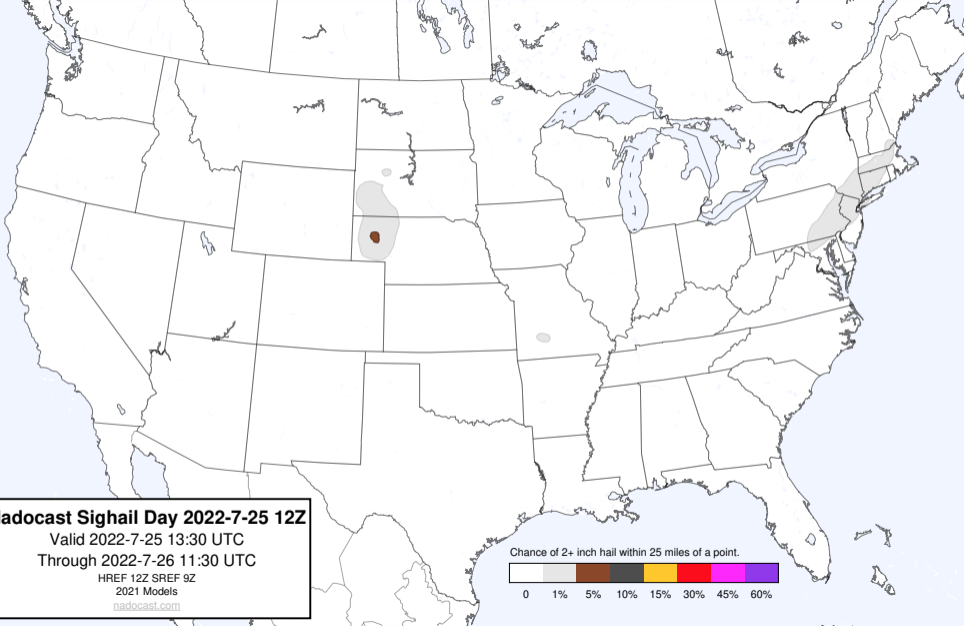 adocast Sighail Day 2022-7-25 12Z
Valid 2022-7-25 13:30 UTC
Through 2022-7-26 11:30 UTC
HREF 12Z SREF 9Z
2021 Models
nadocast.com
Chance of 2+ inch hail within 25 miles of a point.
0 1% 5% 10% 15% 30% 45% 60%